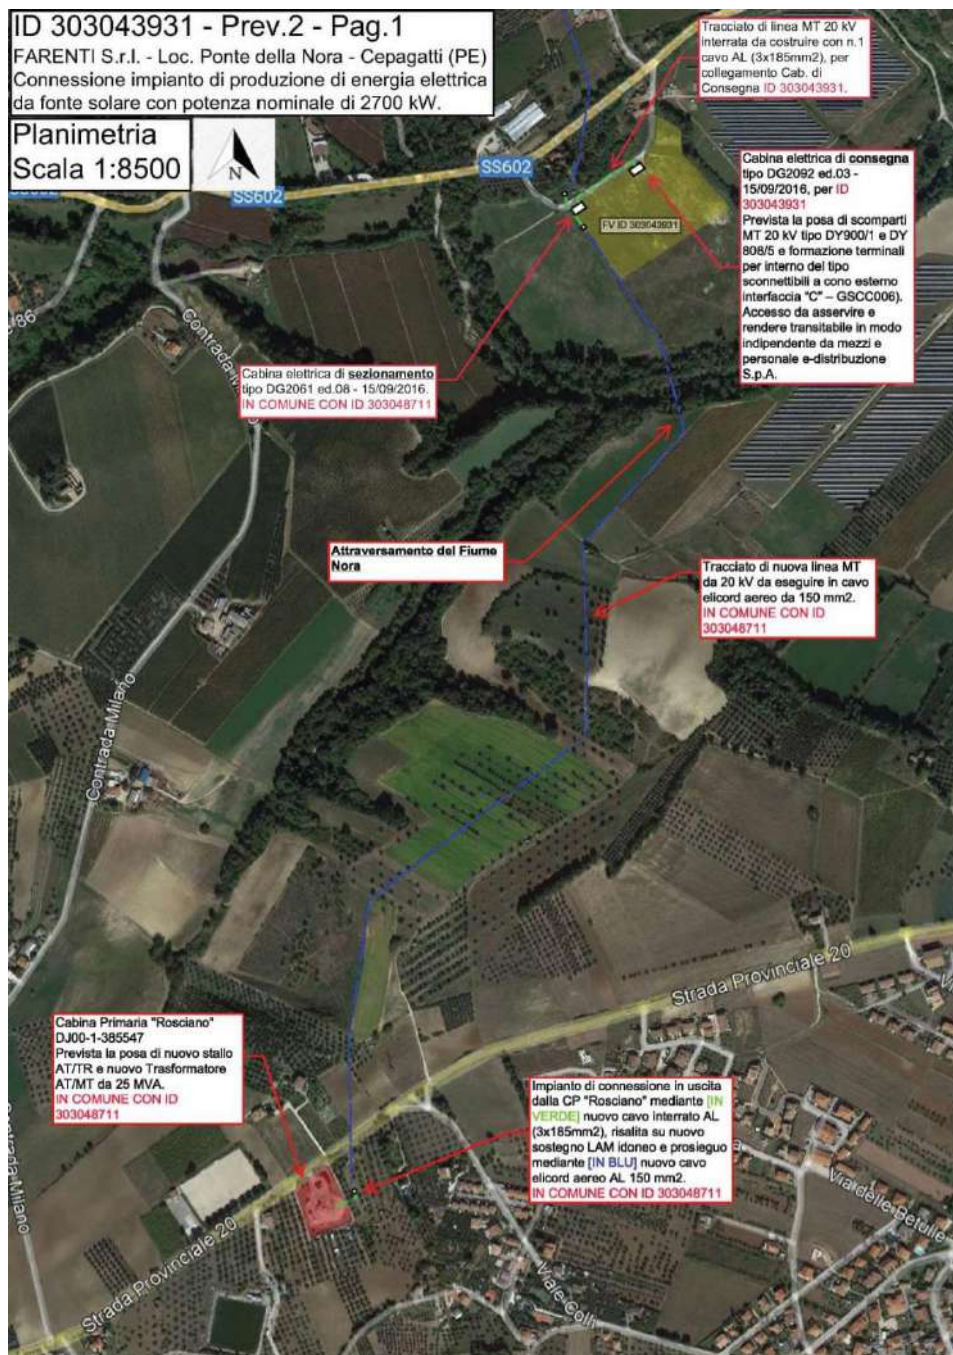 ID 303043931 - Prev.2 - Pag.1
FARENTI S.r.l. - Loc. Ponte della Nora - Cepagatti (PE)
Connessione impianto di produzione di energia elettrica
da fonte solare con potenza nominale di 2700 kW.
Planimetria
Scala 1:8500
N
Tracciato di linea MT 20 kV
interrata da costruire con n.1
cavo AL (3x185mm2), per
collegamento Cab. di
Consegna ID 303043931.
SS602
SS602
SS602
Cabina elettrica di consegna
tipo DG2092 ed.03 -
15/09/2016, per ID
303043931
Prevista la posa di scomparti
MT 20 kV tipo DY900/1 e DY
808/5 e formazione terminali
per interno del tipo
sconnettibili a cono esterno
interfaccia "C" – GSCC006).
Accesso da asservire e
rendere transitabile in modo
indipendente da mezzi e
personale e-distribuzione
S.p.A.
FV ID 303043931
Contrada M
Cabina elettrica di sezionamento
tipo DG2061 ed.08 - 15/09/2016.
IN COMUNE CON ID 303048711
Attraversamento del Fiume
Nora
Tracciato di nuova linea MT
da 20 kV da eseguire in cavo
elicord aereo da 150 mm2.
IN COMUNE CON ID
303048711
Contrada Milano
Strada Provinciale 20
Cabina Primaria "Rosciano"
DJ00-1-385547
Prevista la posa di nuovo stallo
AT/TR e nuovo Trasformatore
AT/MT da 25 MVA.
IN COMUNE CON ID
303048711
Impianto di connessione in uscita
dalla CP "Rosciano" mediante [IN
VERDE] nuovo cavo interrato AL
(3x185mm2), risalita su nuovo
sostegno LAM idoneo e prosieguo
mediante [IN BLU] nuovo cavo
elicord aereo AL 150 mm2.
IN COMUNE CON ID 303048711
Contrada Milano
Via delle Betulle
Strada Provinciale 20
Viale Colli
P